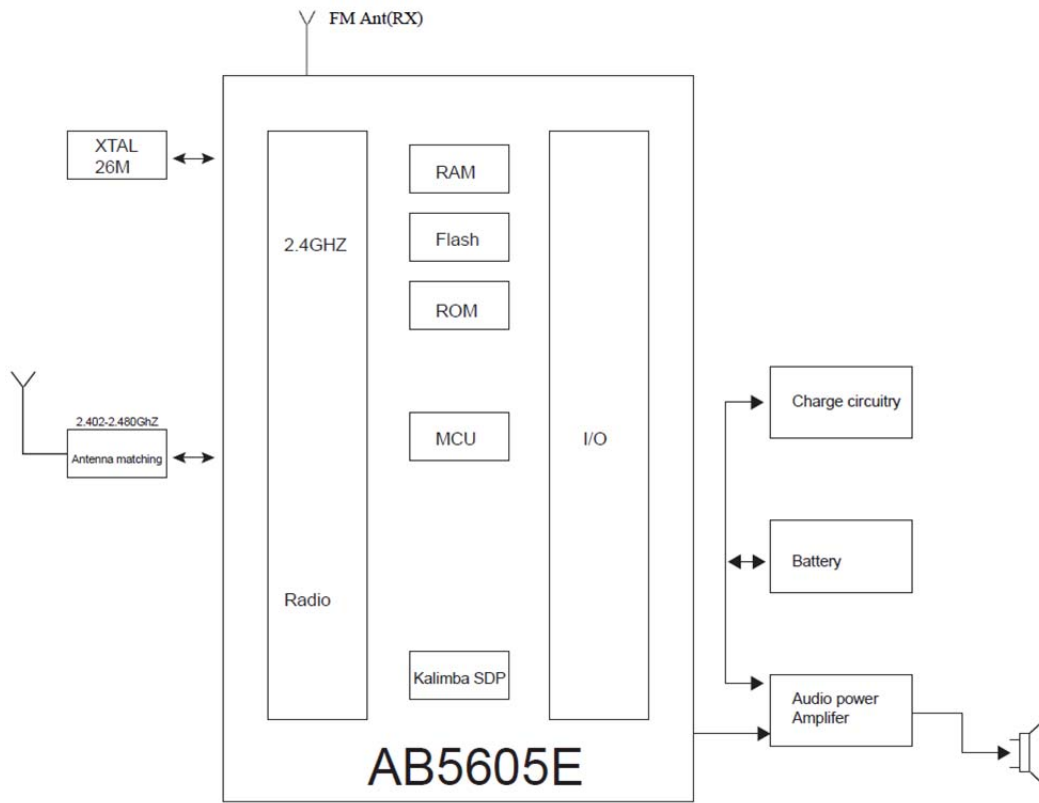 FM Ant(RX)
XTAL
26M
RAM
2.4GHZ
Flash
ROM
Charge circuitry
2.402-2.480GhZ
Antenna matching
MCU
I/O
Battery
Radio
Kalimba SDP
Audio power
Amplifer
AB5605E